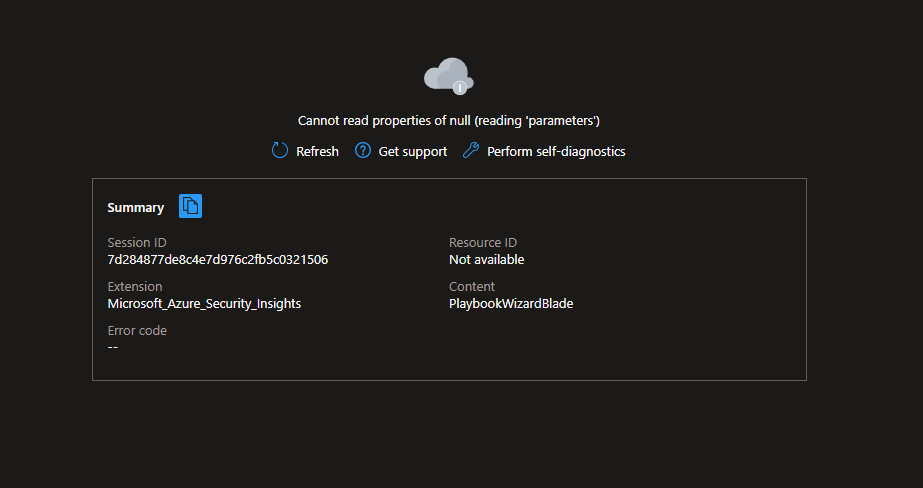 Cannot read properties of null (reading 'parameters')
Refresh Get support Perform self-diagnostics
Summary
Session ID
7d284877de8c4e7d976c2fb5c0321506
Resource ID
Not available
Extension
Microsoft_Azure_Security_Insights
Content
PlaybookWizardBlade
Error code
--